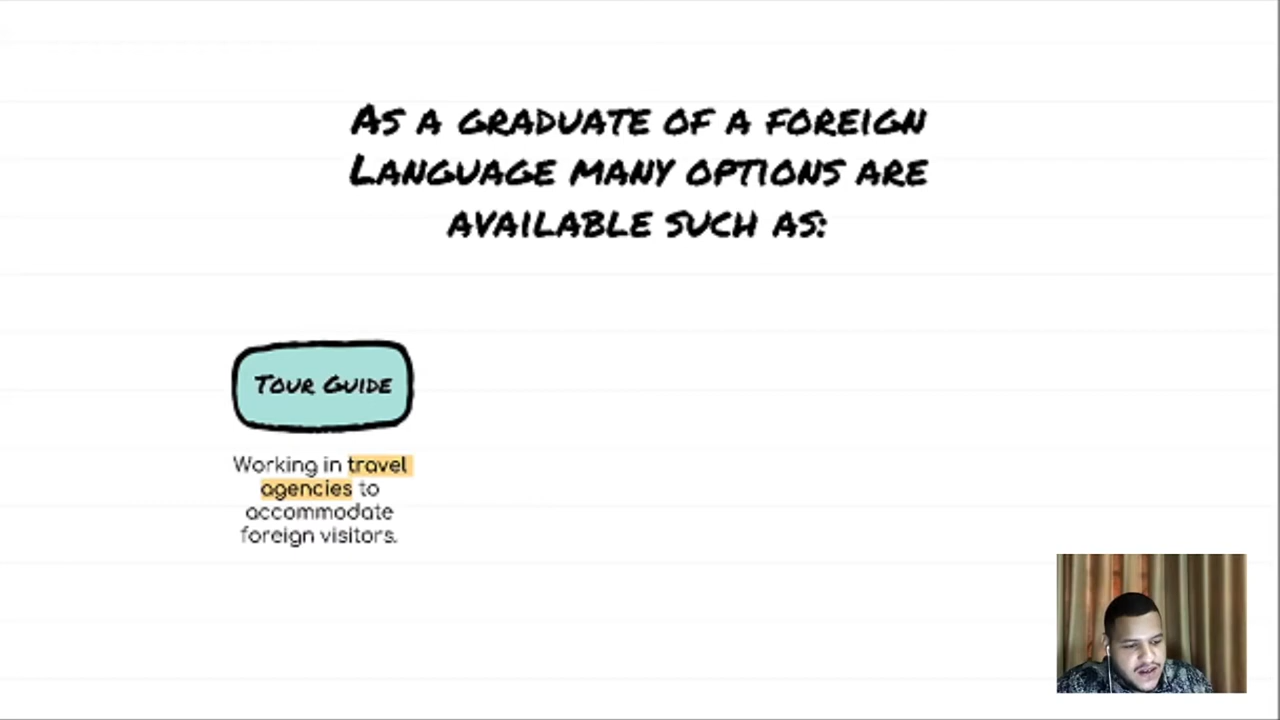 As a graduate of a foreign
Language many options are
available such as:
Tour Guide
Working in travel
agencies to
accommodate
foreign visitors.